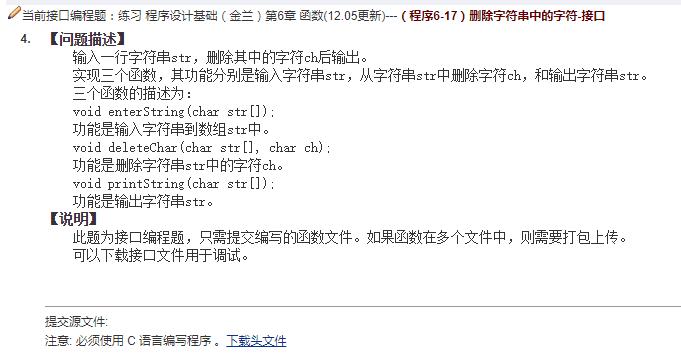 当前接口编程题：练习 程序设计基础（金兰）第6章 函数(12.05更新)---（程序6-17）删除字符串中的字符-接口
4. 【问题描述】
输入一行字符串str，删除其中的字符ch后输出。
实现三个函数，其功能分别是输入字符串str，从字符串str中删除字符ch，和输出字符串str。
三个函数的描述为：
void enterString(char str[]);
功能是输入字符串到数组str中。
void deleteChar(char str[], char ch);
功能是删除字符串str中的字符ch。
void printString(char str[]);
功能是输出字符串str。
【说明】
此题为接口编程题，只需提交编写的函数文件。如果函数在多个文件中，则需要打包上传。
可以下载接口文件用于调试。
提交源文件:
注意: 必须使用 C 语言编写程序 。 下载头文件